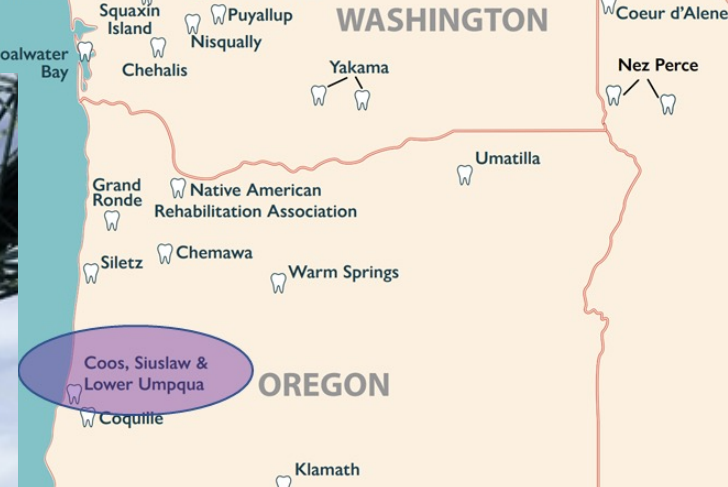 Squaxin
Island
Puyallup
Nisqually
WASHINGTON
Coeur d'Alene
oalwater
Bay
Chehalis
Yakama
Nez Perce
Umatilla
Grand
Ronde
Native American
Rehabilitation Association
Siletz
Chemawa
Warm Springs
Coos, Siuslaw &
Lower Umpqua
OREGON
Coquille
Klamath